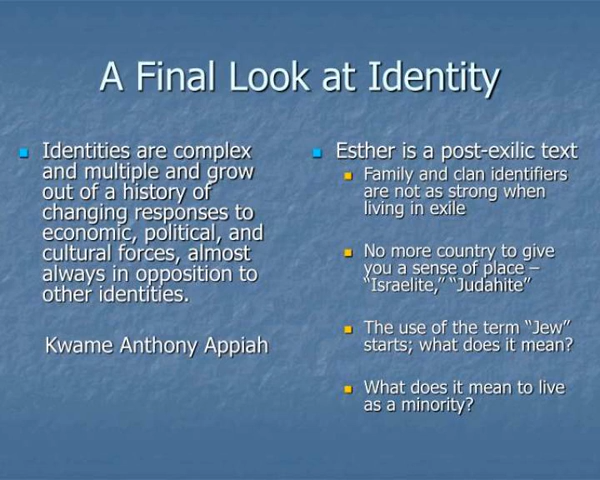 A Final Look at Identity
Identities are complex
and multiple and grow
out of a history of
changing responses to
economic, political, and
cultural forces, almost
always in opposition to
other identities.
Kwame Anthony Appiah
Esther is a post-exilic text
Family and clan identifiers
are not as strong when
living in exile
No more country to give
you a sense of place –
“Israelite,” “Judahite”
The use of the term “Jew”
starts; what does it mean?
What does it mean to live
as a minority?